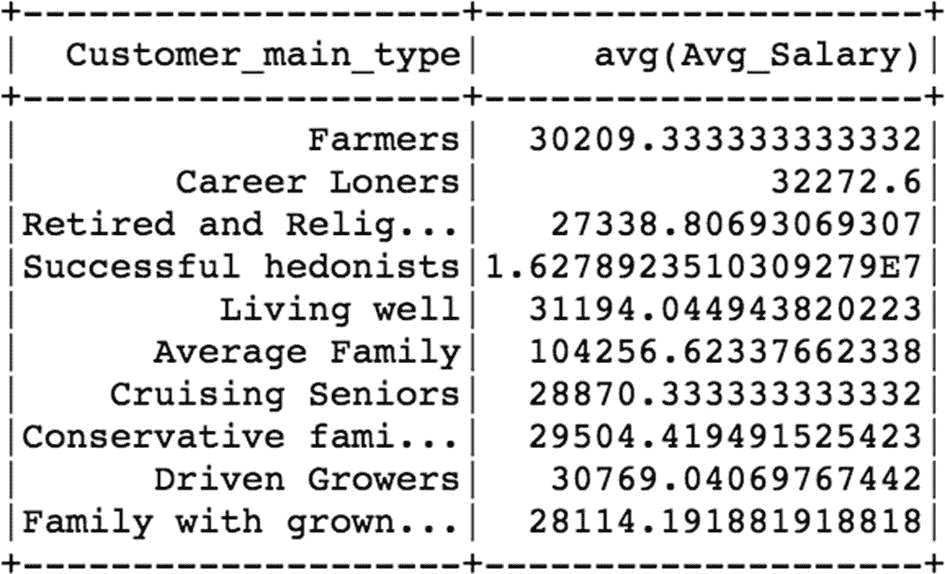 +----------------------+----------------------+
|  Customer_main_type|      avg(Avg_Salary)|
+----------------------+----------------------+
|             Farmers|  30209.333333333332|
|       Career Loners|             32272.6|
|Retired and Relig...|   27338.80693069307|
|Successful hedonists|1.6278923510309279E7|
|         Living well|  31194.044943820223|
|      Average Family|  104256.62337662338|
|    Cruising Seniors|  28870.333333333332|
|Conservative fami...|  29504.419491525423|
|      Driven Growers|   30769.04069767442|
|Family with grown...|  28114.191881918818|
+----------------------+----------------------+